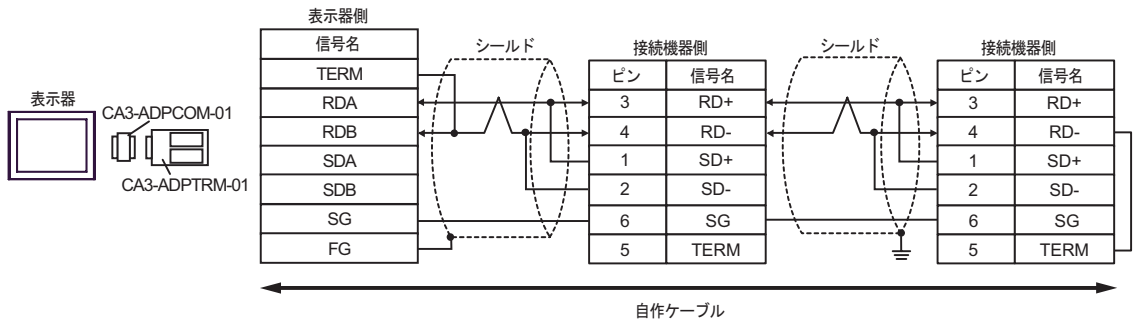 表示器
CA3-ADPCOM-01
CA3-ADPTRM-01
表示器側
信号名
TERM
RDA
RDB
SDA
SDB
SG
FG
シールド
接続機器側
ピン 信号名
3 RD+
4 RD-
1 SD+
2 SD-
6 SG
5 TERM
シールド
接続機器側
ピン 信号名
3 RD+
4 RD-
1 SD+
2 SD-
6 SG
5 TERM
自作ケーブル